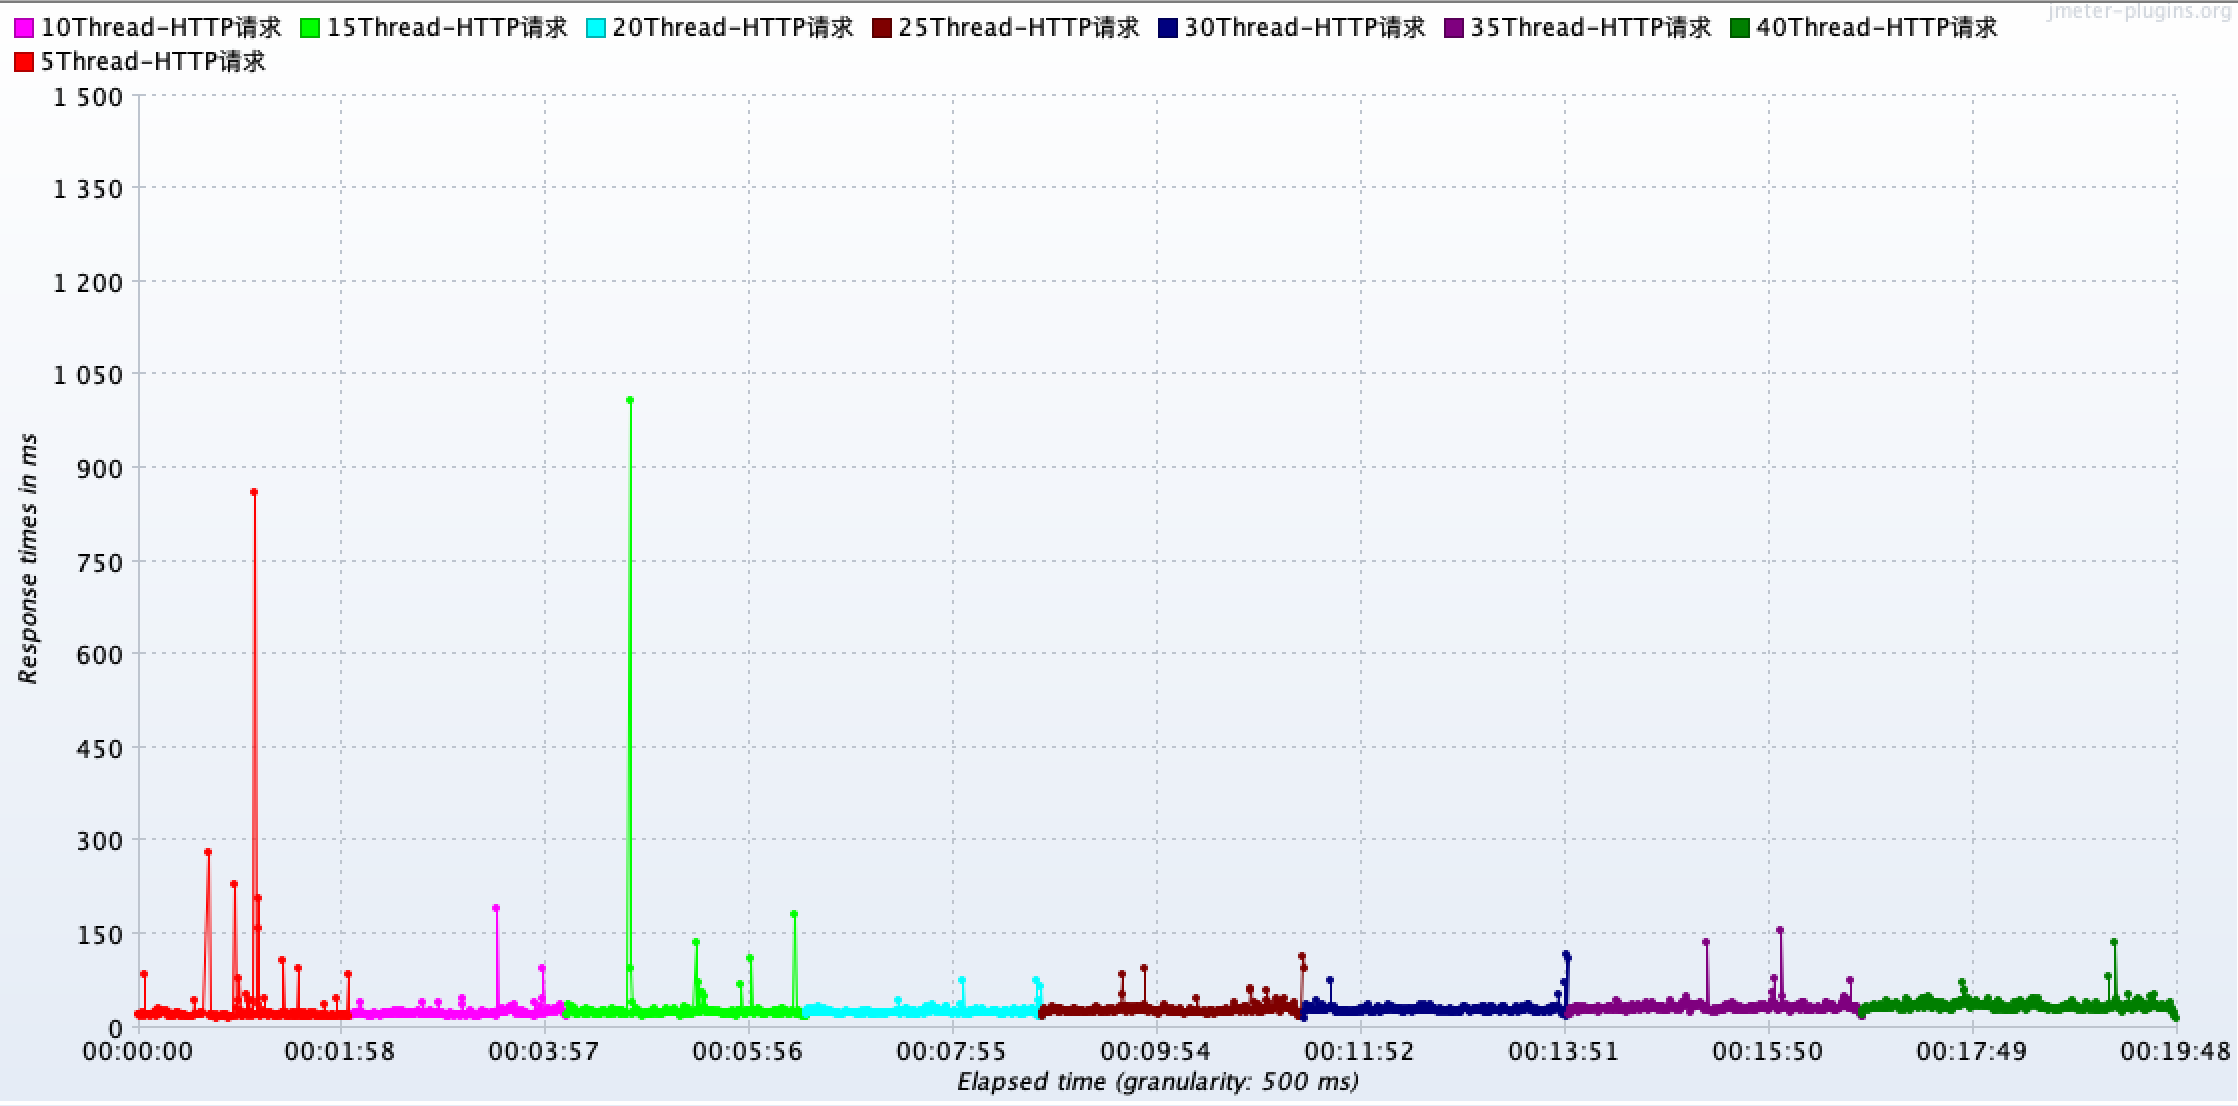 jmeter-plugins.org
10Thread-HTTP请求 15Thread-HTTP请求 20Thread-HTTP请求 25Thread-HTTP请求 30Thread-HTTP请求 35Thread-HTTP请求 40Thread-HTTP请求
5Thread-HTTP请求
1 500
1 350
1 200
1 050
900
750
600
450
300
150
0
Response times in ms
00:00:00 00:01:58 00:03:57 00:05:56 00:07:55 00:09:54 00:11:52 00:13:51 00:15:50 00:17:49 00:19:48
Elapsed time (granularity: 500 ms)